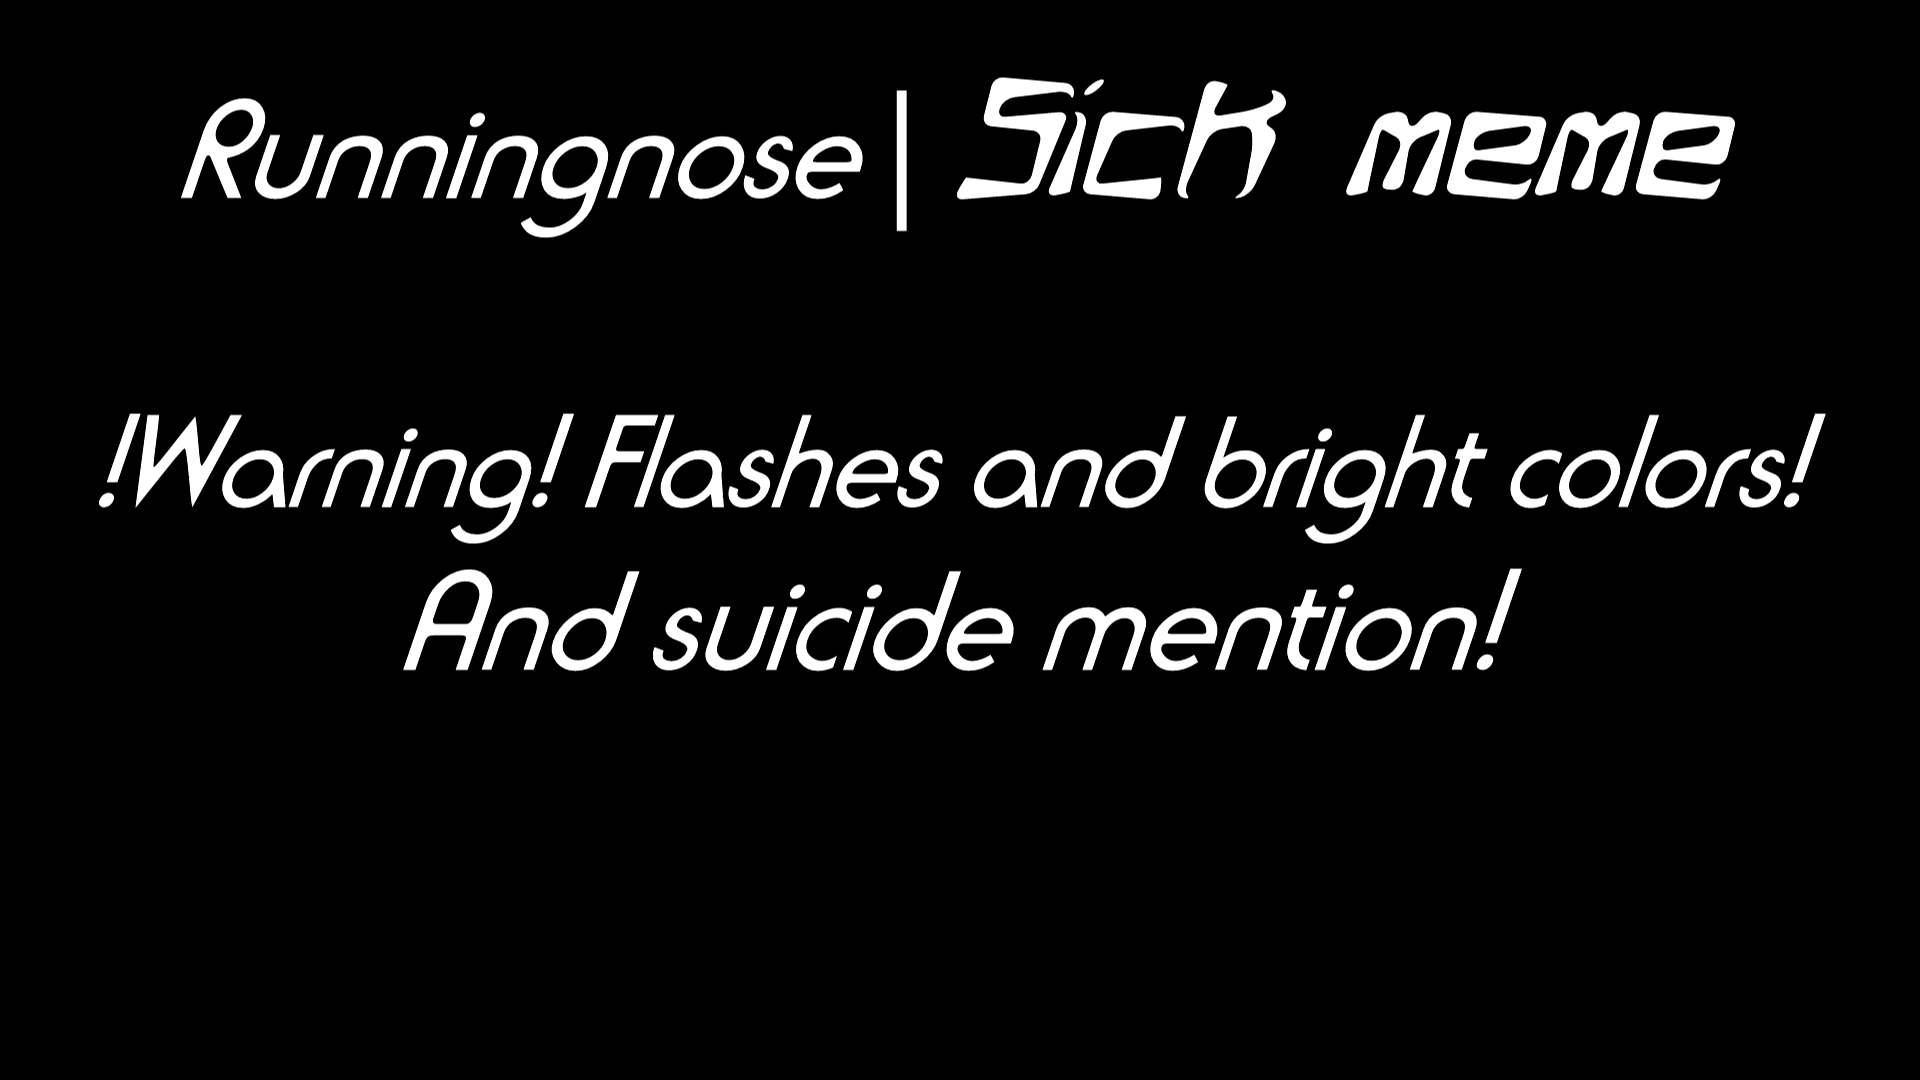 Runningnose | Sick meme
!Warning! Flashes and bright colors!
And suicide mention!